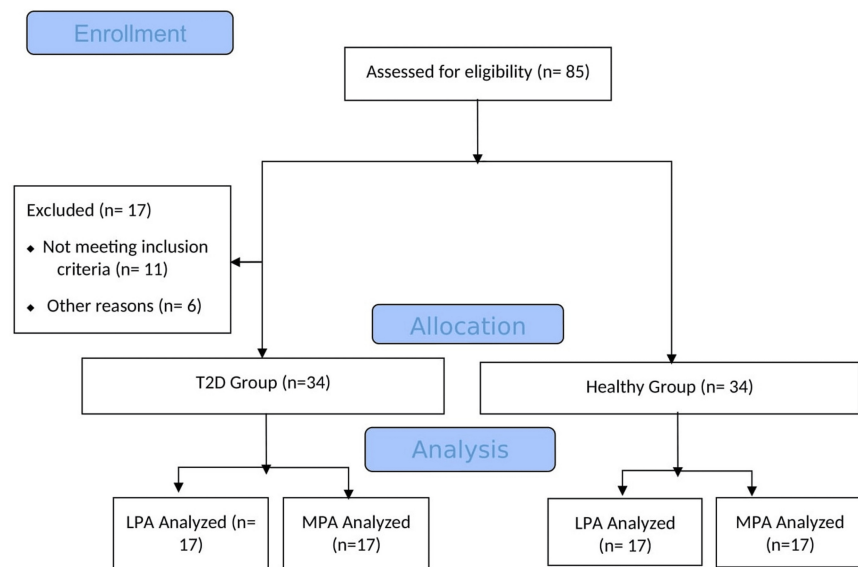 Enrollment
Assessed for eligibility (n= 85)
Excluded (n= 17)
◆ Not meeting inclusion
criteria (n= 11)
◆ Other reasons (n= 6)
Allocation
T2D Group (n=34)
Healthy Group (n= 34)
Analysis
LPA Analyzed (n=
17)
MPA Analyzed
(n=17)
LPA Analyzed
(n= 17)
MPA Analyzed
(n=17)